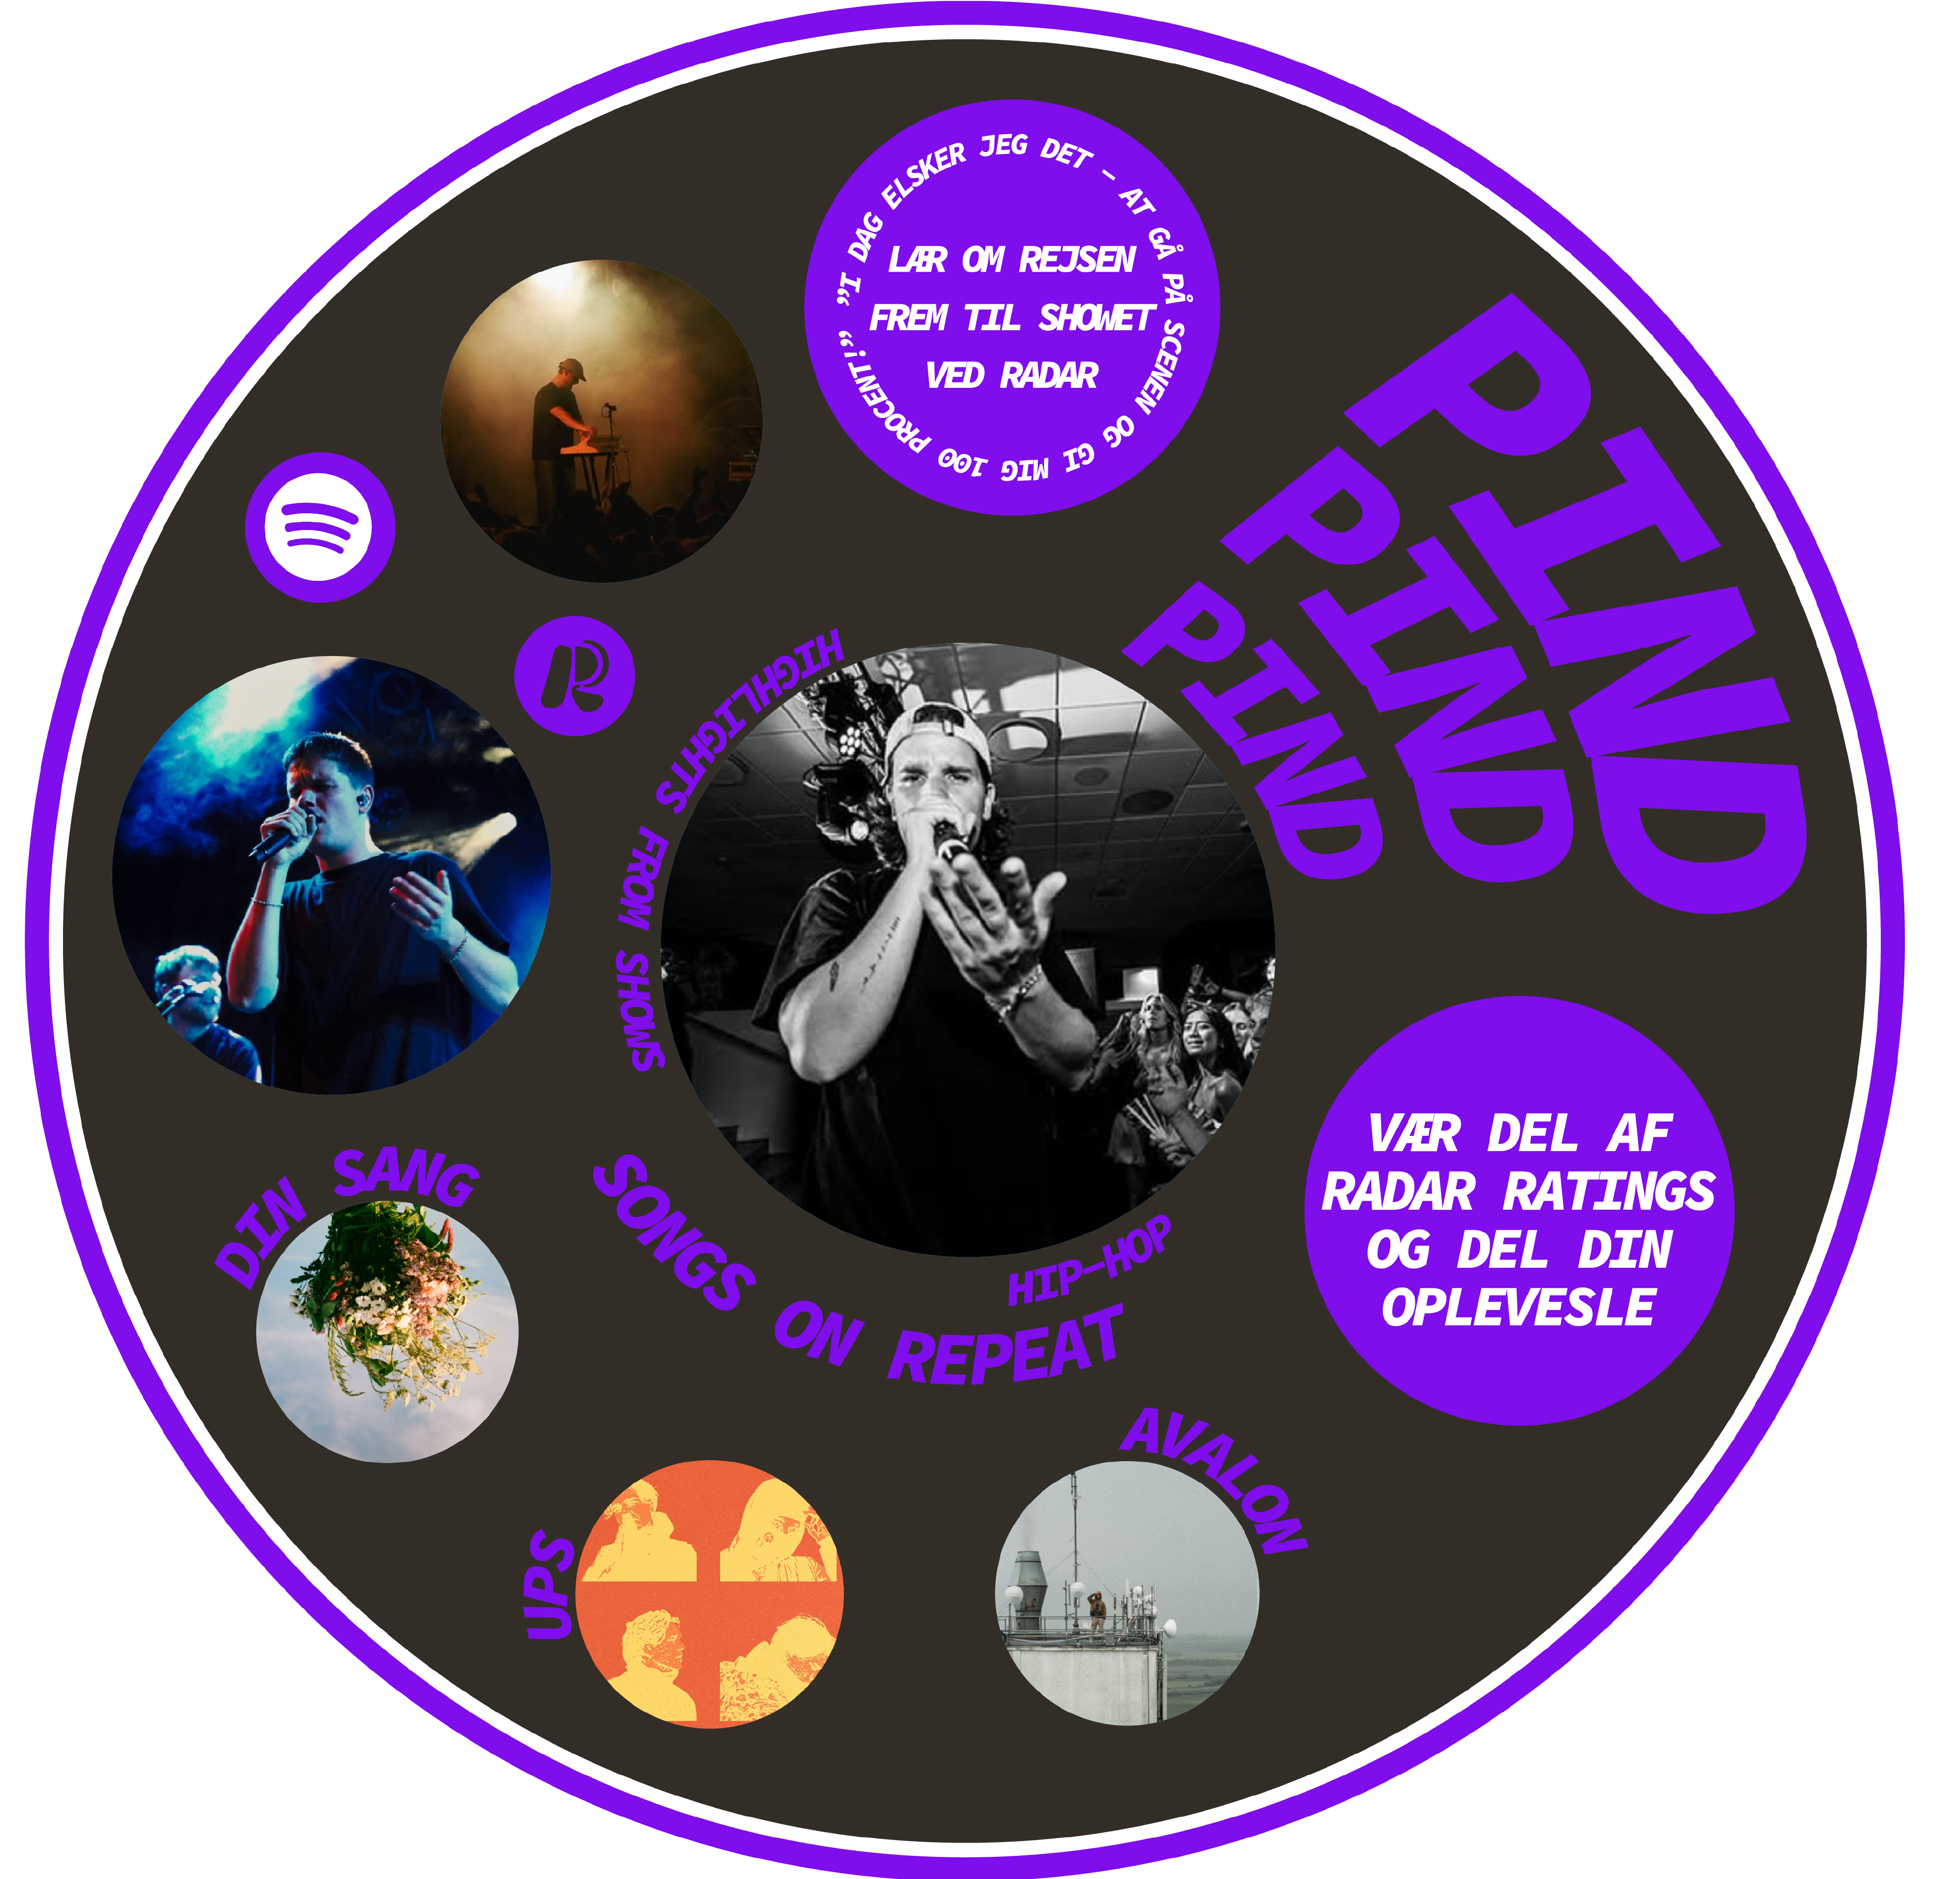 ”I DAG ELSKER JEG DET – AT GÅ PÅ SCENEN OG GI MIG 100 PROCENT!”
LÆR OM REJSEN
FREM TIL SHOWET
VED RADAR
PIND
PIND
PIND
R
HIGHLIGHTS FROM SHOWS
VÆR DEL AF
RADAR RATINGS
OG DEL DIN
OPLEVESLE
DIN SANG
HIP-HOP
SONGS ON REPEAT
AVALON
UPS